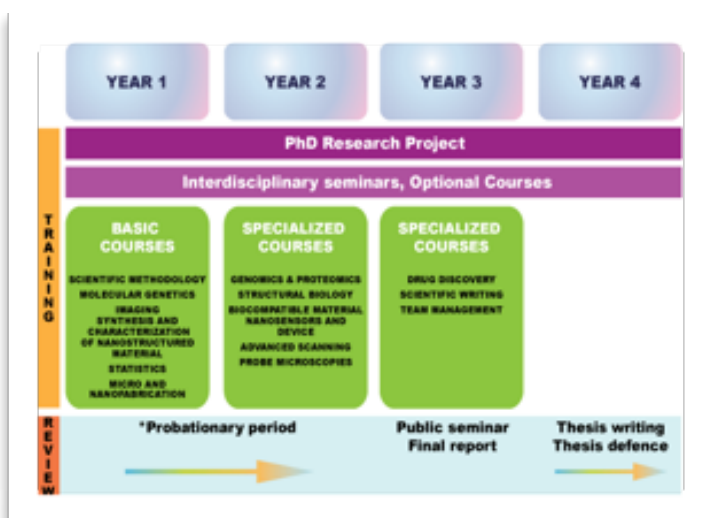 YEAR 1
YEAR 2
YEAR 3
YEAR 4
PhD Research Project
Interdisciplinary seminars, Optional Courses
TRAINING
BASIC
COURSES
SCIENTIFIC METHODOLOGY
MOLECULAR GENETICS
IMAGING
SYNTHESIS AND
CHARACTERIZATION
OF NANOSTRUCTURED
MATERIAL
STATISTICS
MICRO AND
NANOFABRICATION
SPECIALIZED
COURSES
GENOMICS & PROTEOMICS
STRUCTURAL BIOLOGY
BIOCOMPATIBLE MATERIAL
NANOSENSORS AND
DEVICE
ADVANCED SCANNING
PROBE MICROSCOPIES
SPECIALIZED
COURSES
DRUG DISCOVERY
SCIENTIFIC WRITING
TEAM MANAGEMENT
REVIEW
*Probationary period
Public seminar
Final report
Thesis writing
Thesis defence